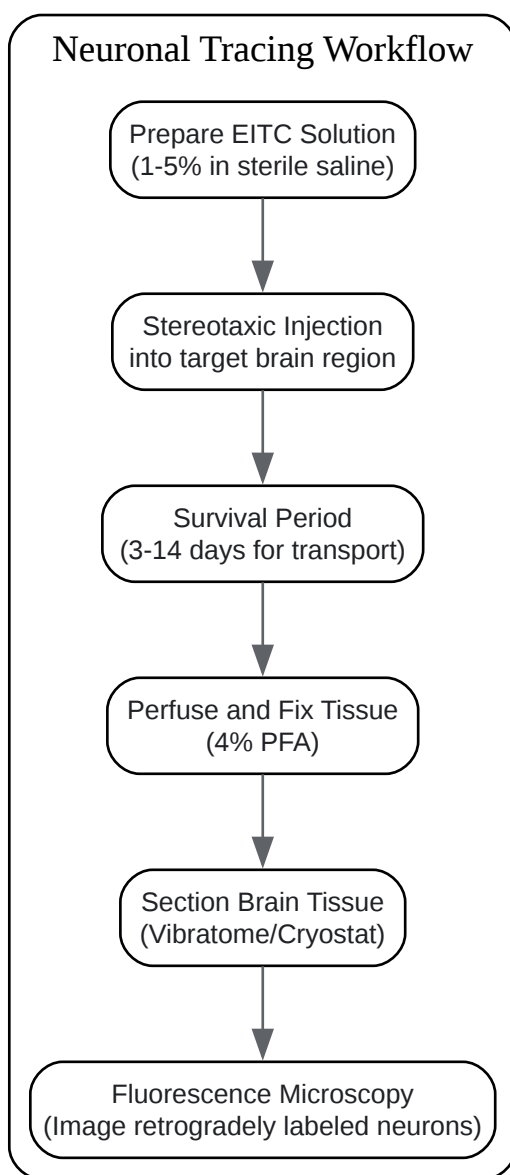 Neuronal Tracing Workflow
Prepare EITC Solution
(1-5% in sterile saline)
Stereotaxic Injection
into target brain region
Survival Period
(3-14 days for transport)
Perfuse and Fix Tissue
(4% PFA)
Section Brain Tissue
(Vibratome/Cryostat)
Fluorescence Microscopy
(Image retrogradely labeled neurons)